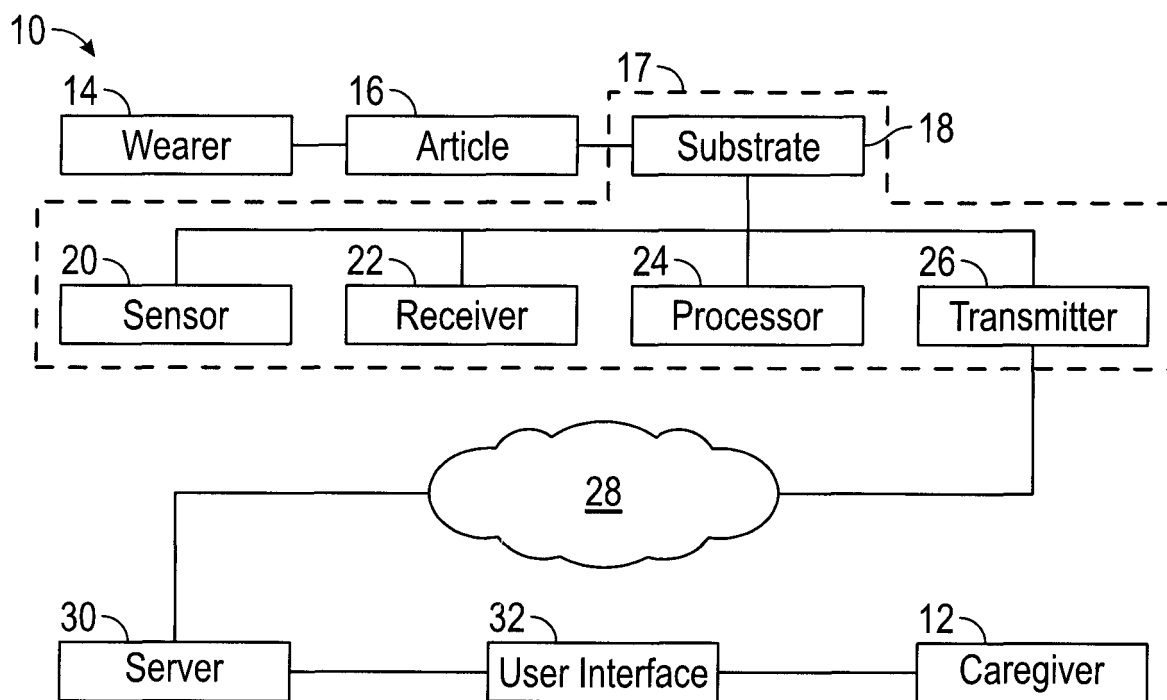 10
14 16 17
Wearer Article Substrate 18
20 22 24 26
Sensor Receiver Processor Transmitter
28
30 32 12
Server User Interface Caregiver